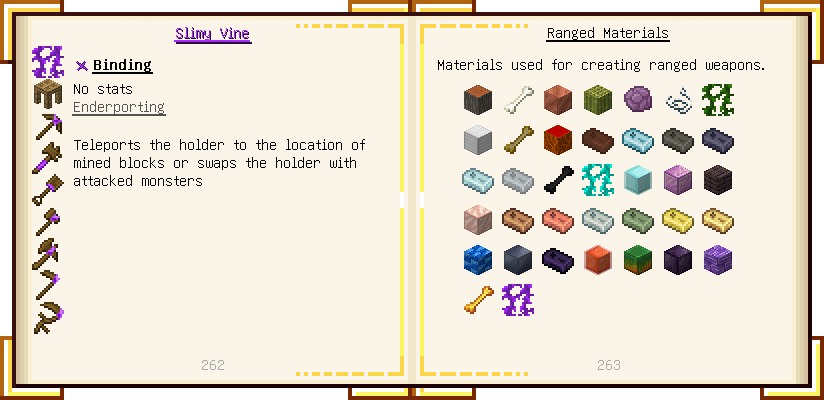 Slimy Vine
Binding
No stats
Enderporting
Teleports the holder to the location of
mined blocks or swaps the holder with
attacked monsters
262
Ranged Materials
Materials used for creating ranged weapons.
263